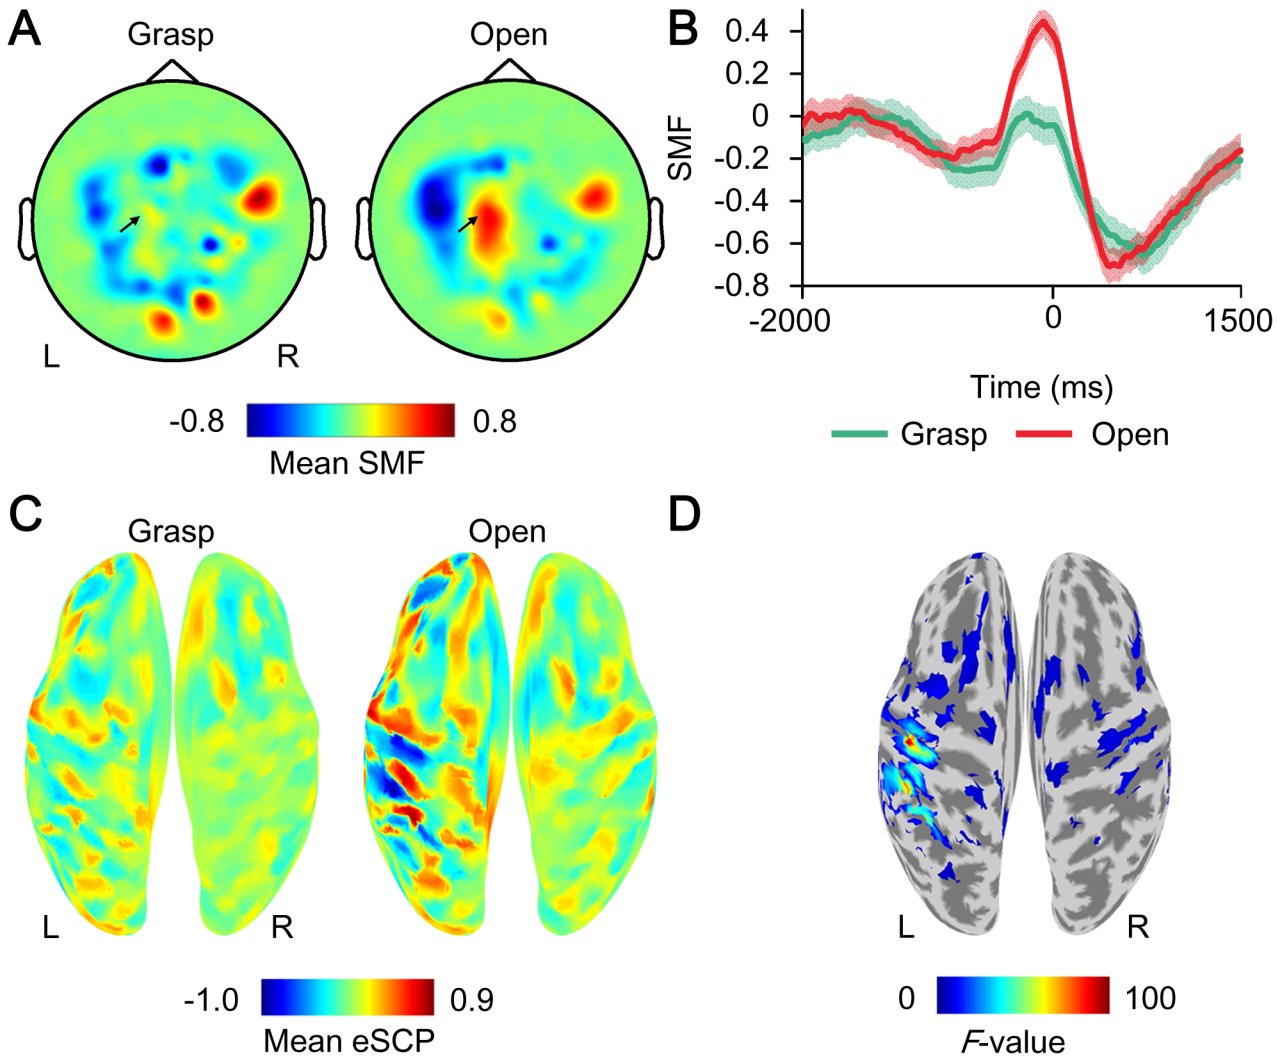 A
Grasp
Open
L
R
-0.8
0.8
Mean SMF
B
0.4
0.2
0
-0.2
-0.4
-0.6
-0.8
SMF
-2000
0
1500
Time (ms)
Grasp
Open
C
Grasp
Open
L
R
-1.0
0.9
Mean eSCP
D
L
R
0
100
F-value